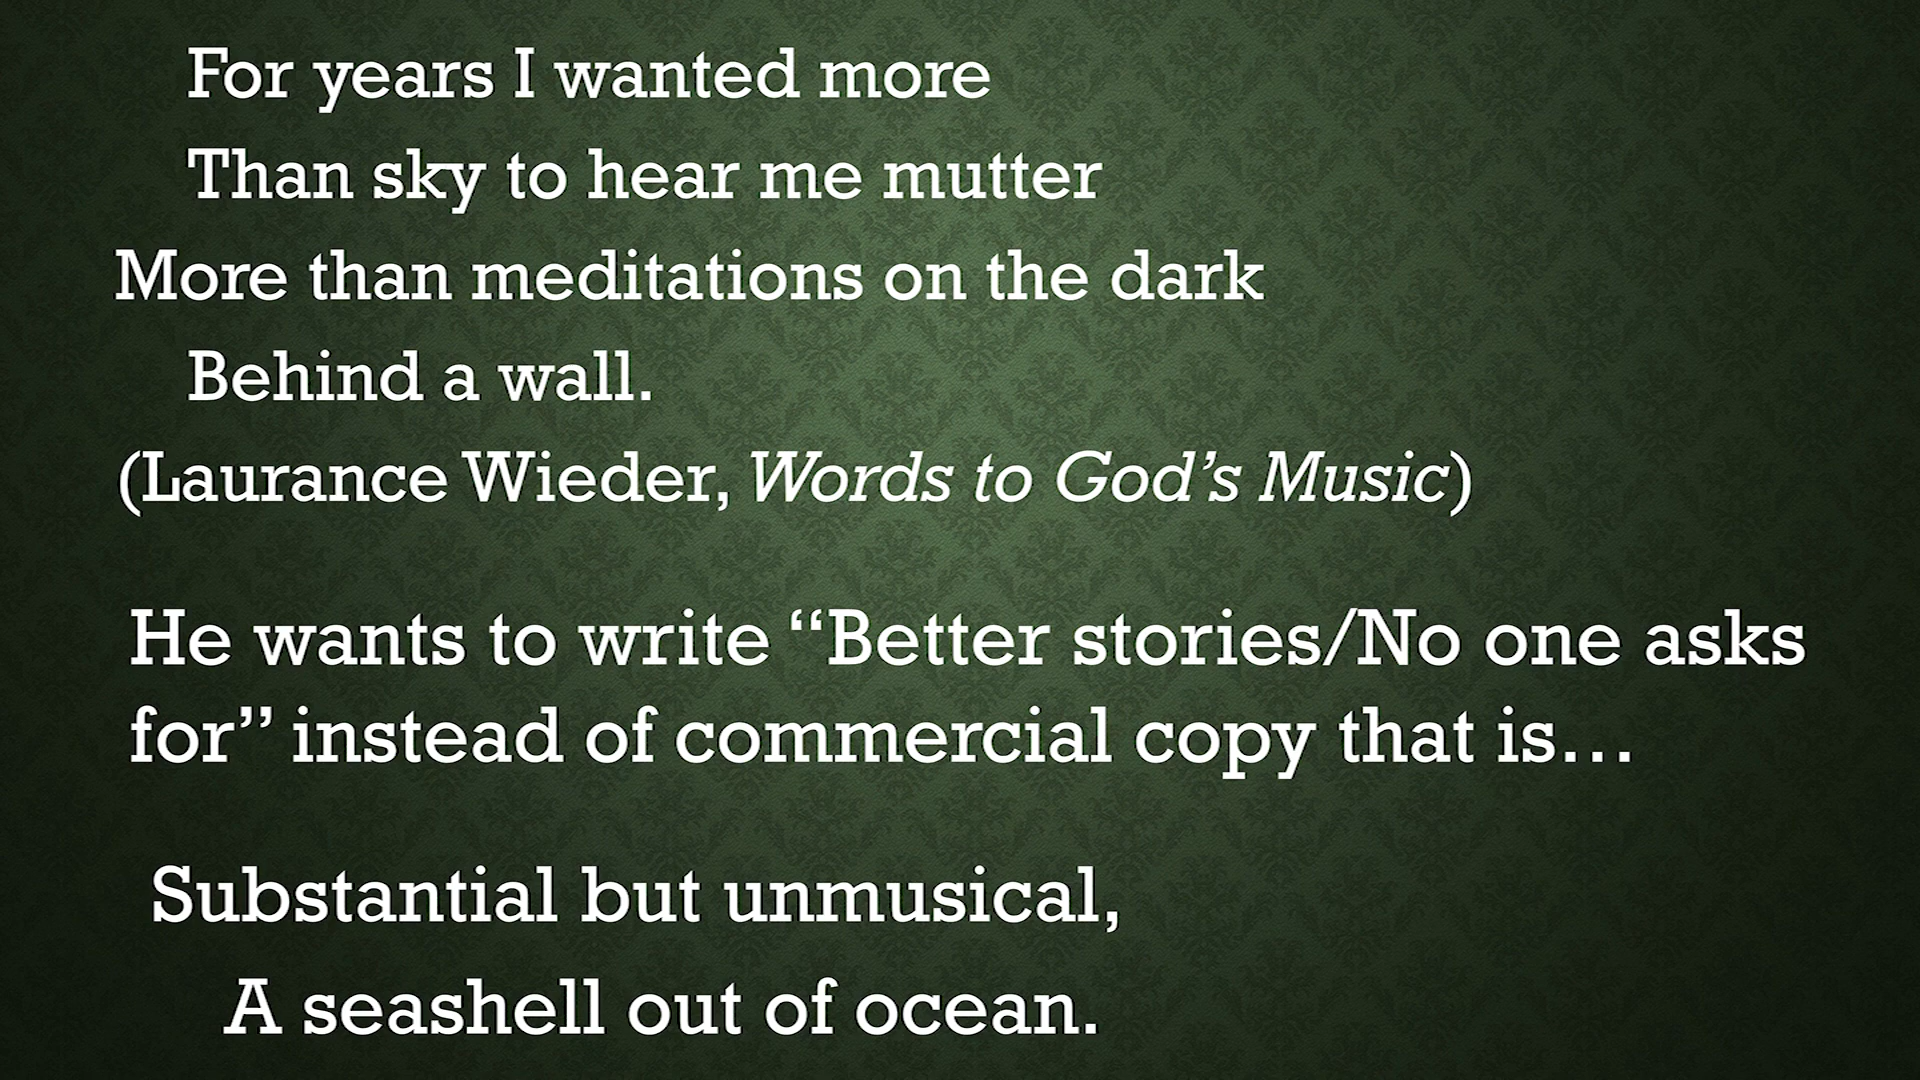 For years I wanted more
Than sky to hear me mutter
More than meditations on the dark
Behind a wall.
(Laurance Wieder, Words to God’s Music)
He wants to write “Better stories/No one asks
for” instead of commercial copy that is…
Substantial but unmusical,
A seashell out of ocean.